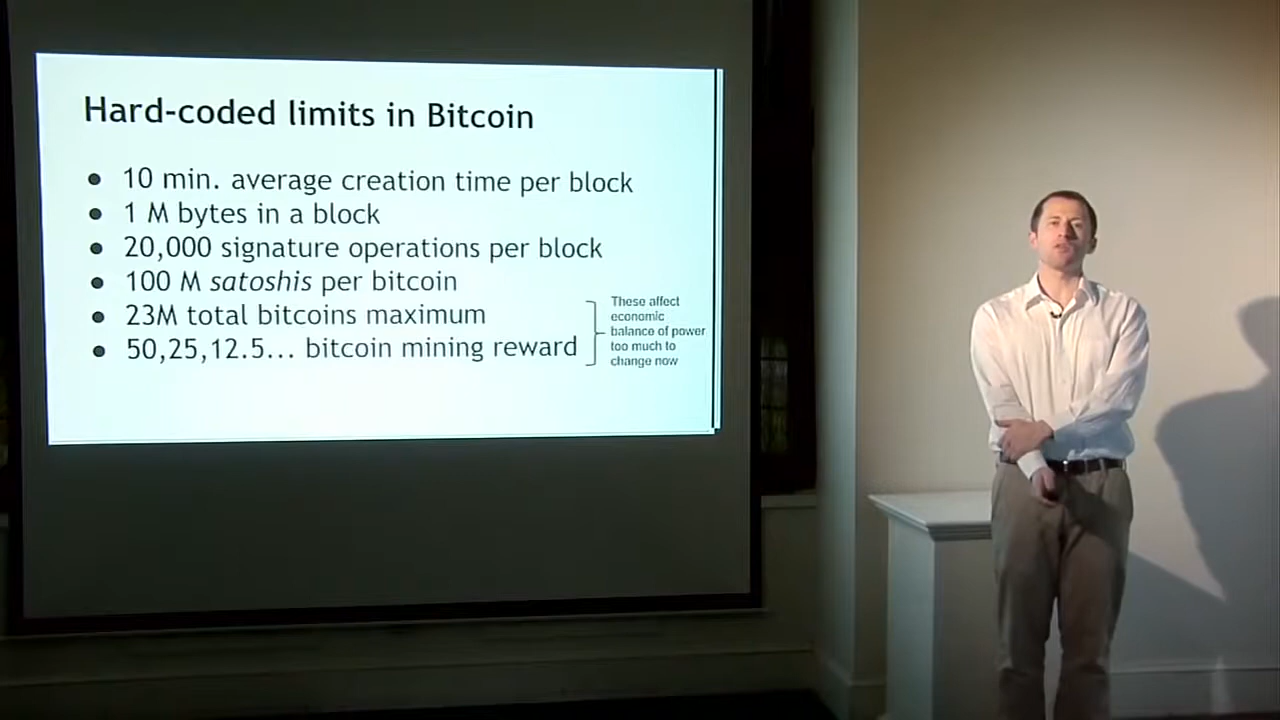 Hard-coded limits in Bitcoin
● 10 min. average creation time per block
● 1 M bytes in a block
● 20,000 signature operations per block
● 100 M satoshis per bitcoin
● 23M total bitcoins maximum
● 50,25,12.5... bitcoin mining reward
These affect
economic
balance of power
too much to
change now